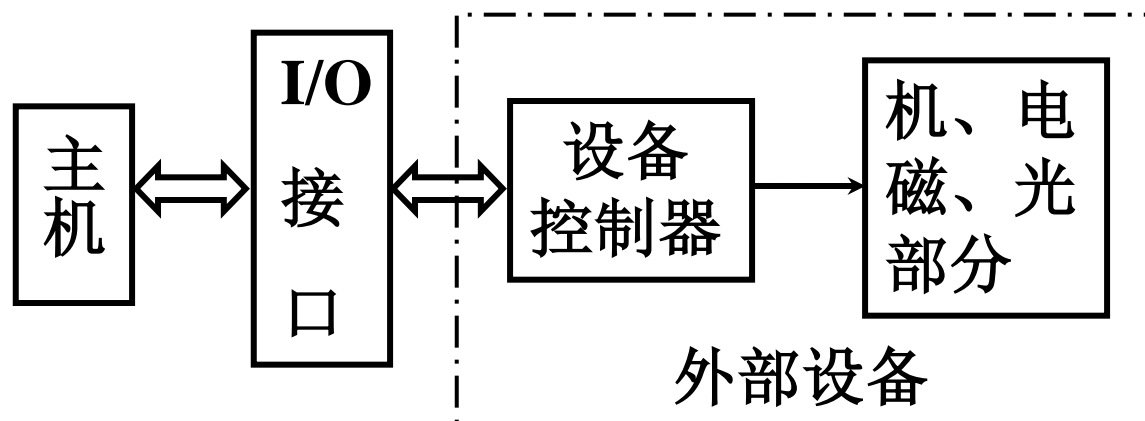 主
机
I/O
接
口
设备
控制器
机、电
磁、光
部分
外部设备